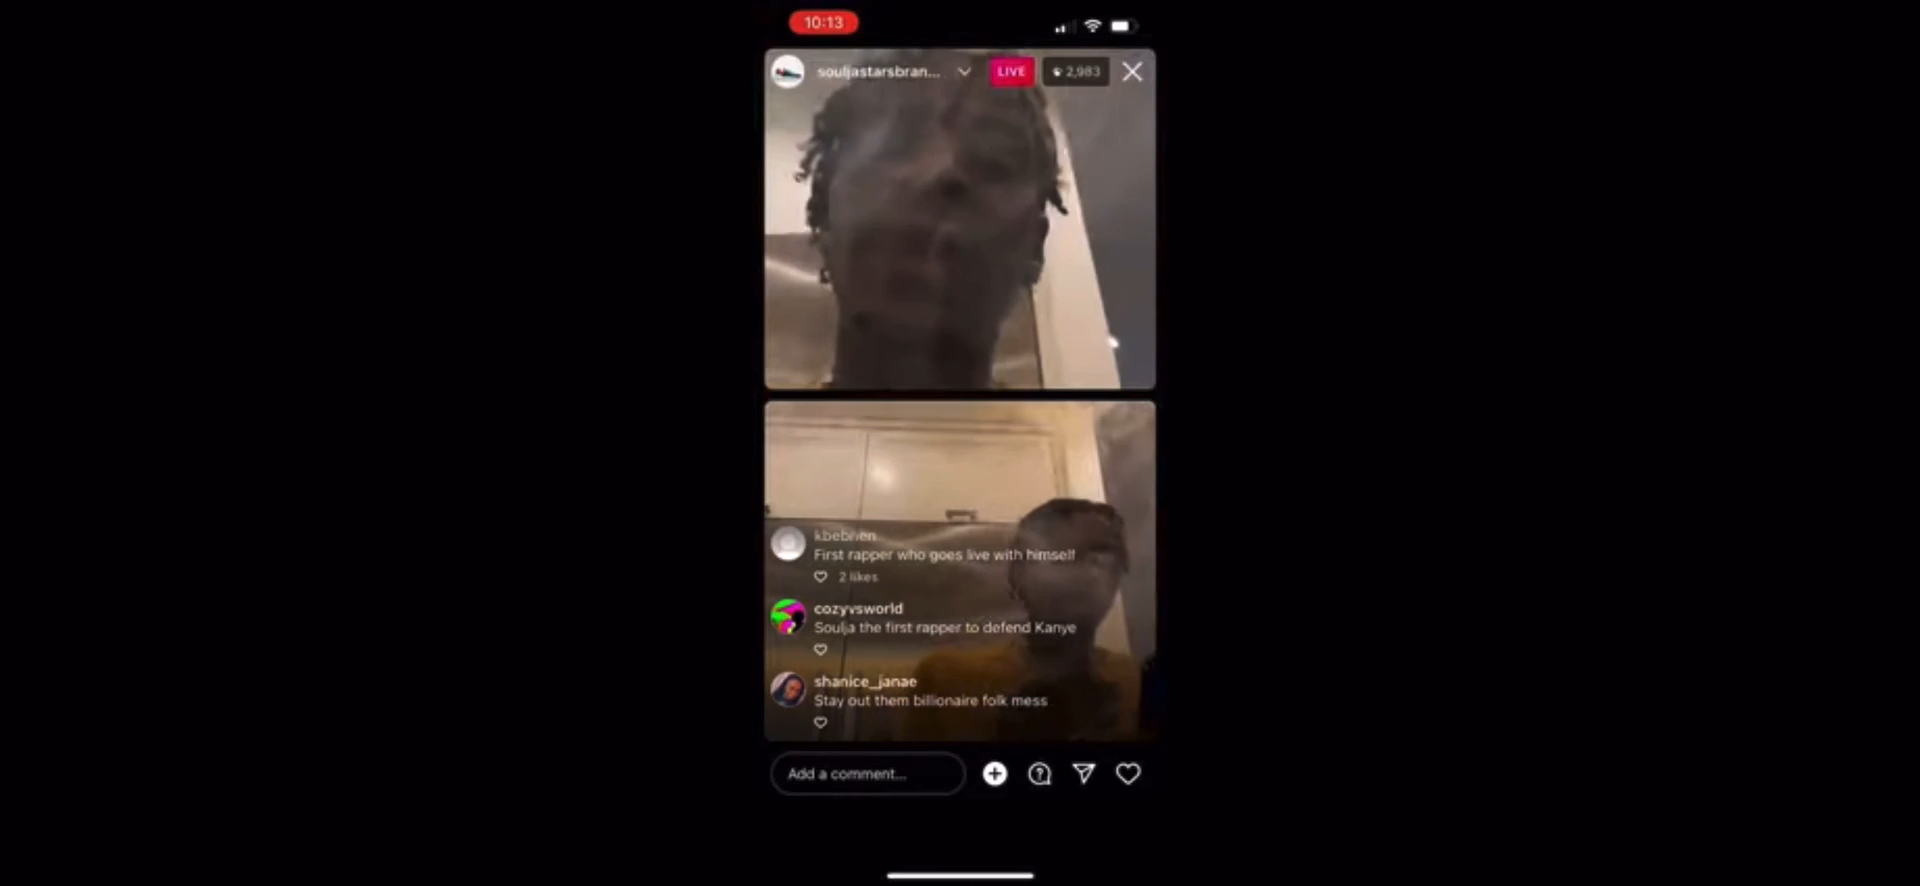 10:13
souljastarsbran...
LIVE
2,983
kbebrien
First rapper who goes live with himself
2 likes
cozyvsworld
Soulja the first rapper to defend Kanye
shanice_janae
Stay out them billionaire folk mess
Add a comment...